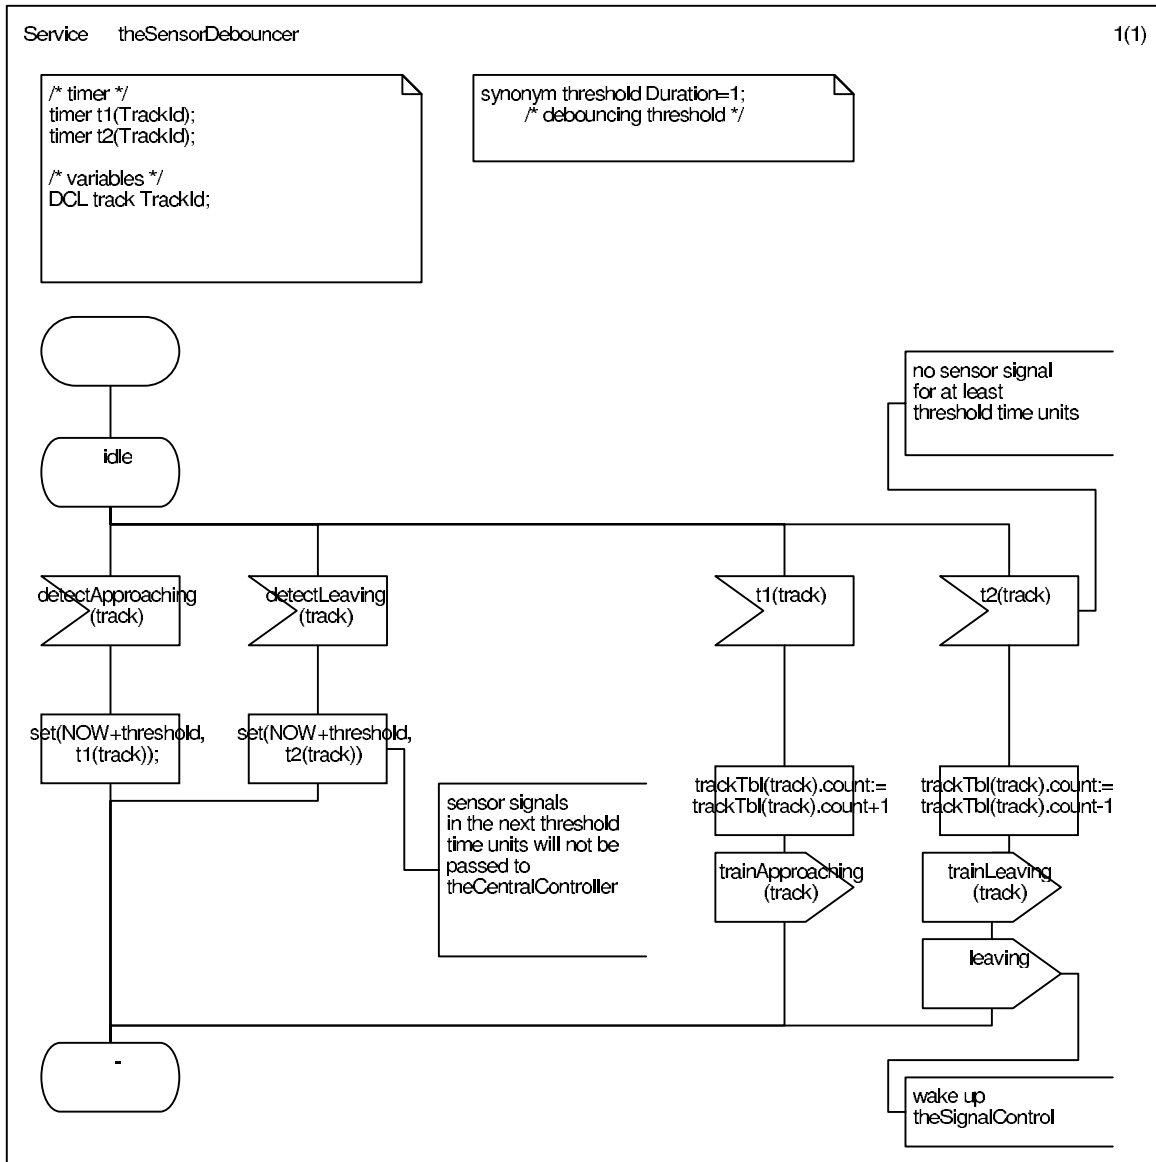 Service theSensorDebouncer 1(1)
/* timer */
timer t1(TrackId);
timer t2(TrackId);
/* variables */
DCL track TrackId;
synonym threshold Duration=1;
/* debouncing threshold */
no sensor signal
for at least
threshold time units
idle
detectApproaching
(track)
detectLeaving
(track)
t1(track)
t2(track)
set(NOW+threshold,
t1(track));
set(NOW+threshold,
t2(track))
sensor signals
in the next threshold
time units will not be
passed to
theCentralController
trackTbl(track).count:=
trackTbl(track).count+1
trackTbl(track).count:=
trackTbl(track).count-1
trainApproaching
(track)
trainLeaving
(track)
leaving
-
wake up
theSignalControl